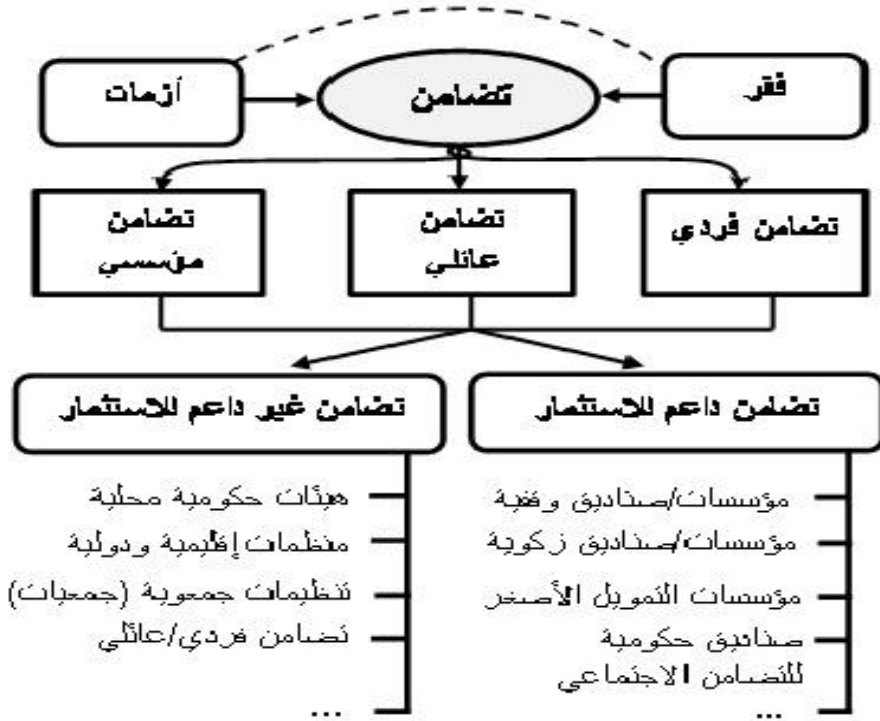 فقر
تضامن
أزمات
تضامن فردي
تضامن
عائلي
تضامن
مؤسسي
تضامن داعم للاستثمار
مؤسسات/صناديق وقفية
مؤسسات/صناديق زكوية
مؤسسات التمويل الأصغر
صناديق حكومية
للتضامن الاجتماعي
...
تضامن غير داعم للاستثمار
هيئات حكومية محلية
منظمات إقليمية ودولية
تنظيمات جمعوية (جمعيات)
تضامن فردي/عائلي
...